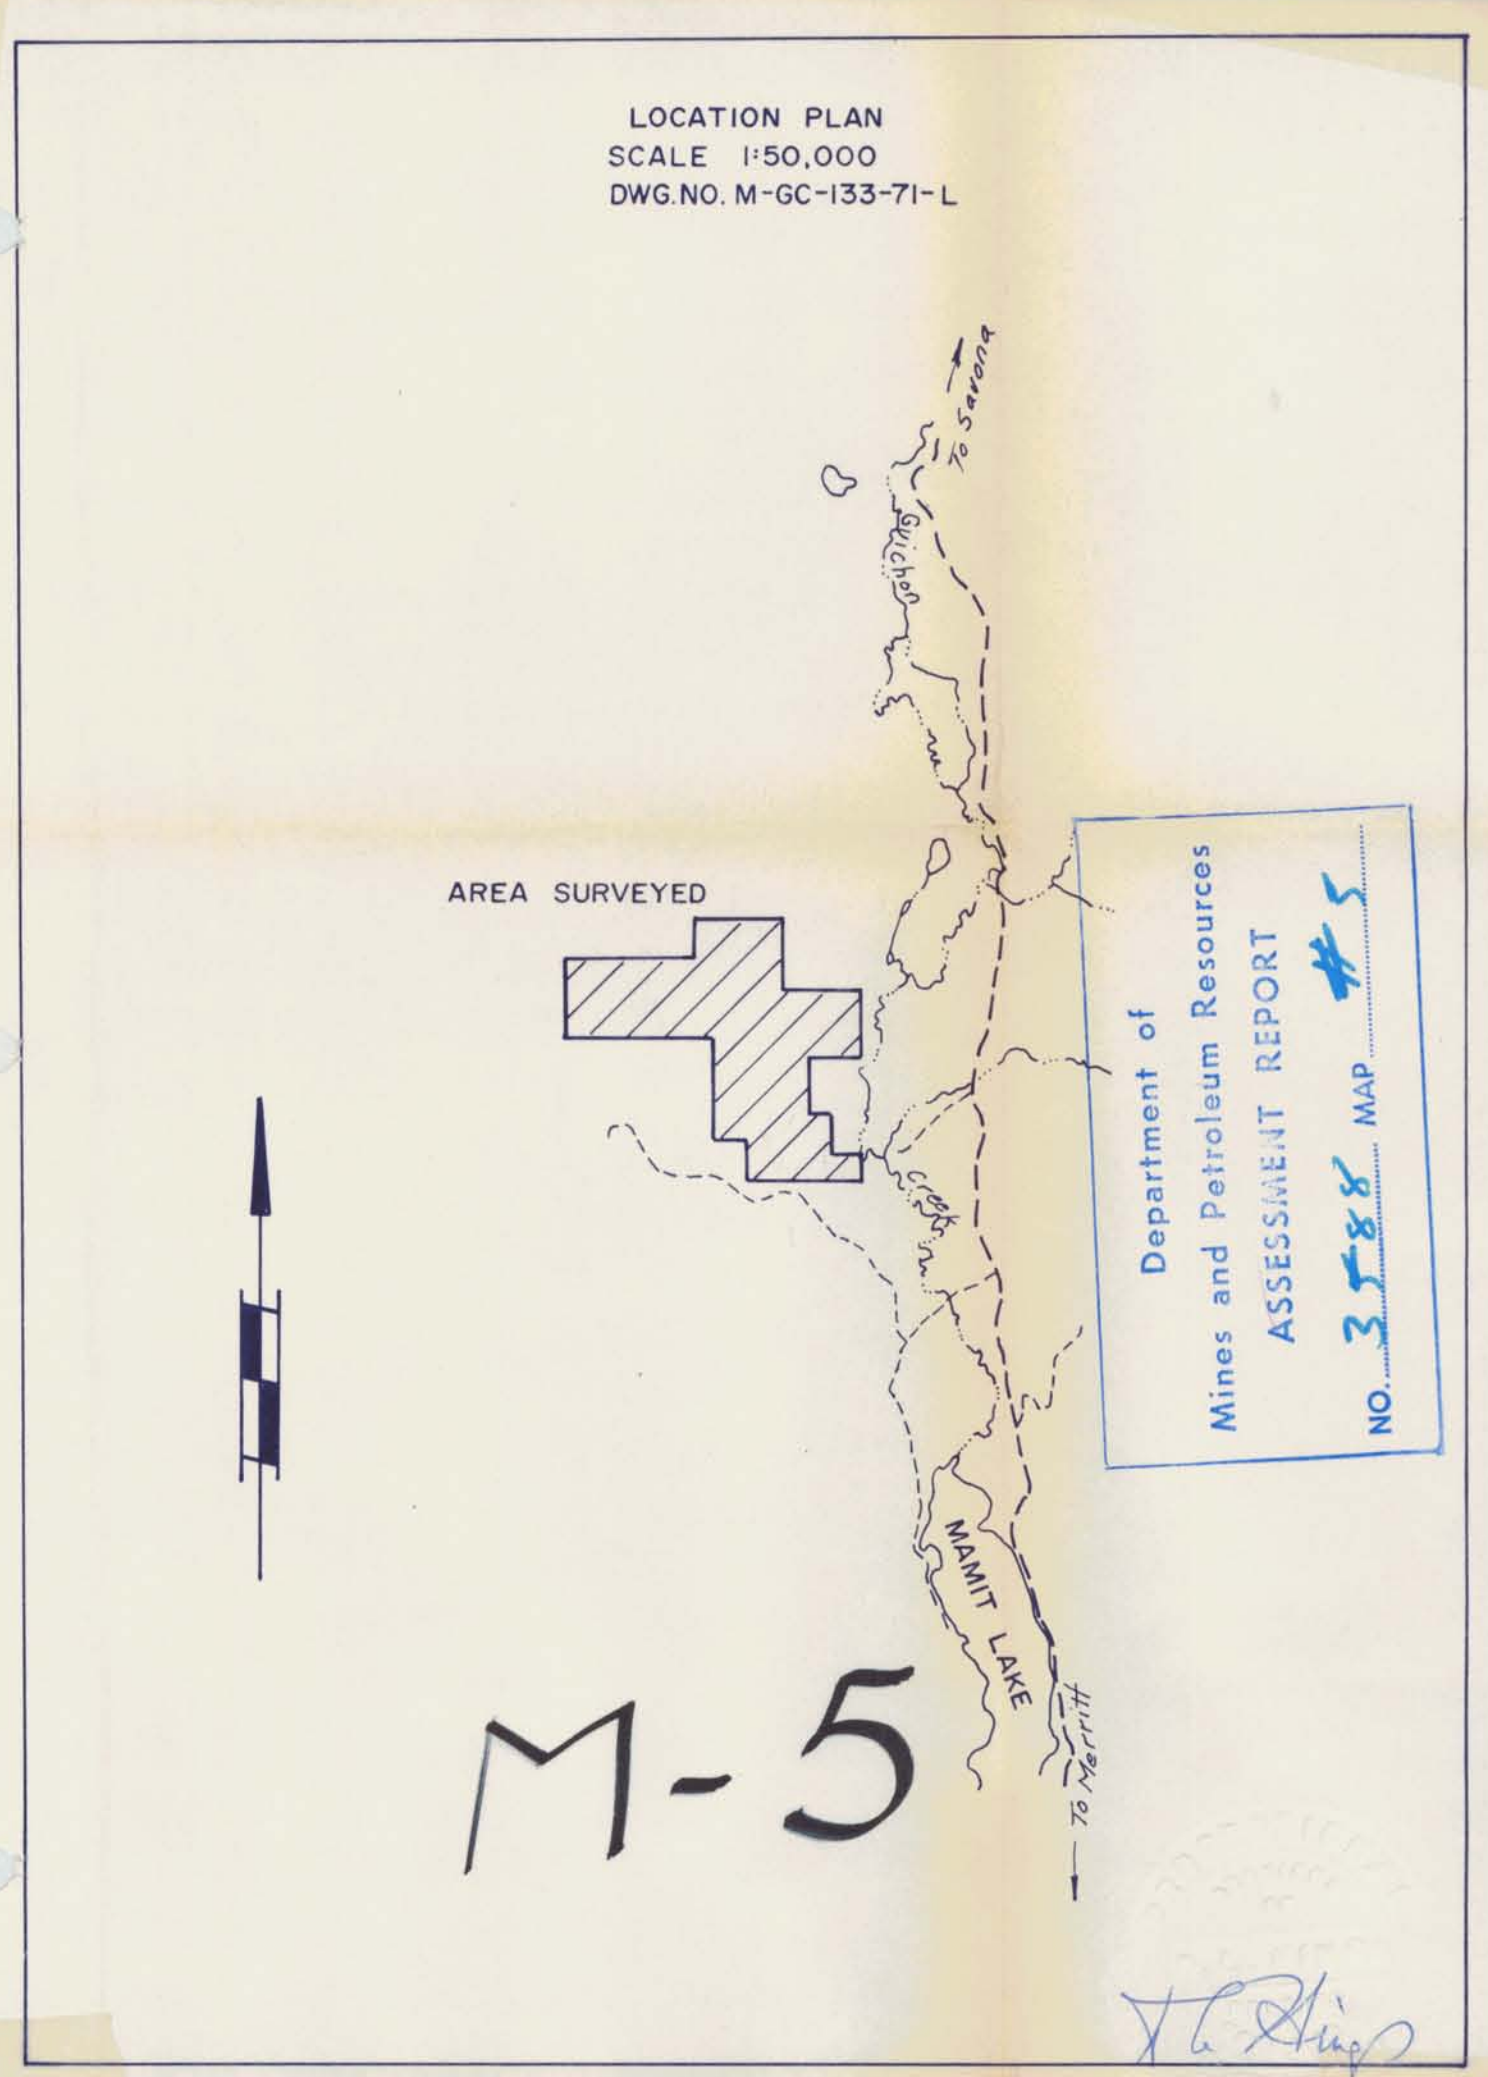 LOCATION PLAN
SCALE 1:50,000
DWG.NO. M-GC-133-71-L
To Savona
Guichon
AREA SURVEYED
Creek
Department of
Mines and Petroleum Resources
ASSESSMENT REPORT
NO. 3588 MAP #5
MAMIT LAKE
To Merritt
M-5